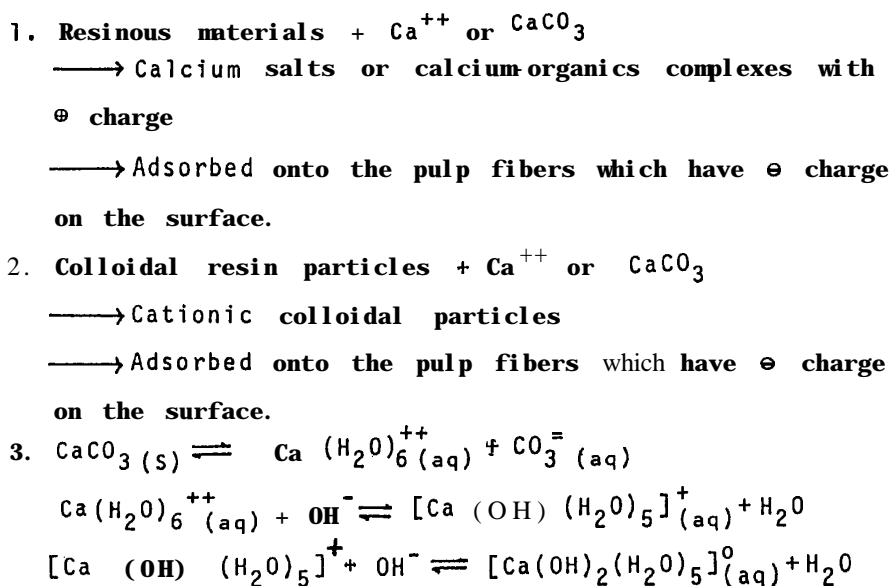 1. Resinous materials + Ca⁺⁺ or CaCO₃
⟶ Calcium salts or calcium-organics complexes with
⊕ charge
⟶ Adsorbed onto the pulp fibers which have ⊖ charge
on the surface.
2. Colloidal resin particles + Ca⁺⁺ or CaCO₃
⟶ Cationic colloidal particles
⟶ Adsorbed onto the pulp fibers which have ⊖ charge
on the surface.
3. CaCO₃ (S) ⇌ Ca (H₂O)₆⁺⁺ (aq) + CO₃⁼ (aq)
Ca(H₂O)₆⁺⁺ (aq) + OH⁻ ⇌ [Ca (OH) (H₂O)₅]⁺ (aq) + H₂O
[Ca (OH) (H₂O)₅]⁺ + OH⁻ ⇌ [Ca(OH)₂(H₂O)₅]⁰ (aq) + H₂O